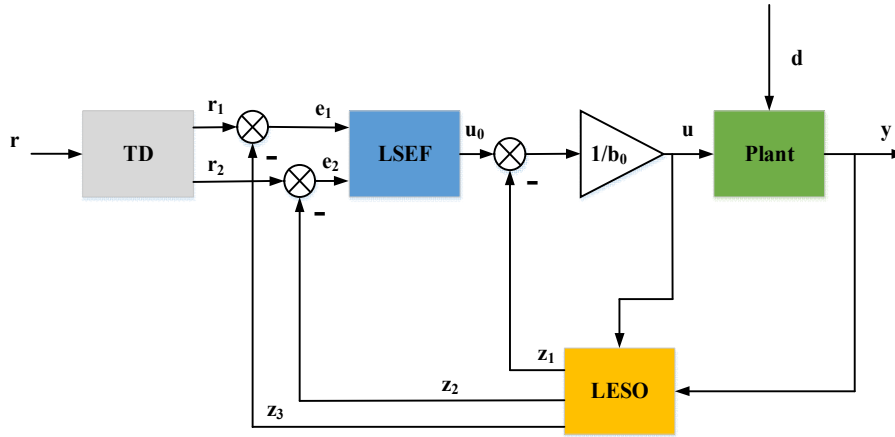 d
r
TD
r₁
r₂
-
-
e₁
e₂
LSEF
u₀
-
1/b₀
u
Plant
y
z₁
z₂
z₃
LESO